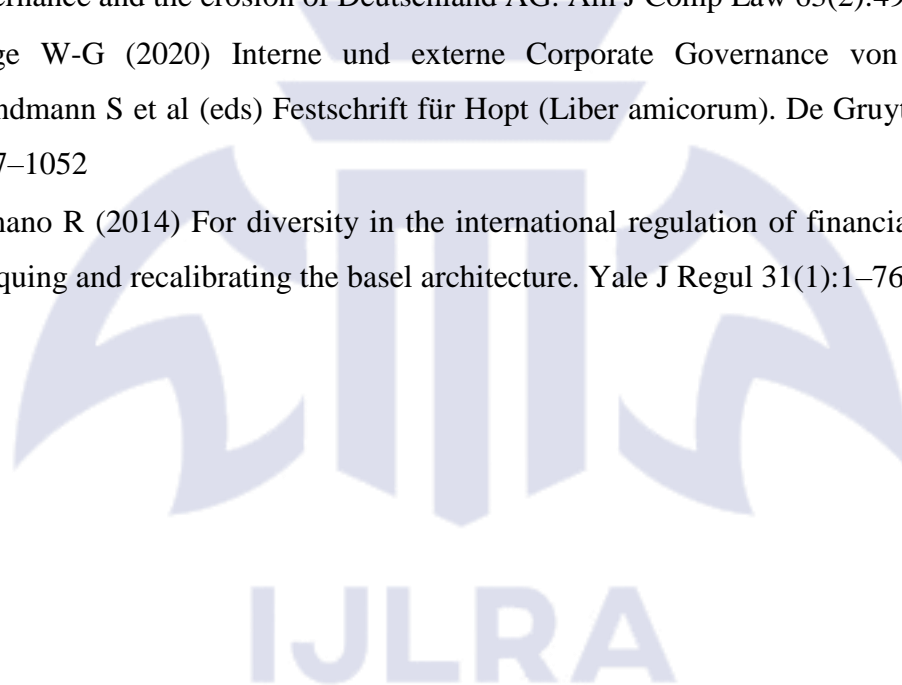 ernance and the erosion of Deutschland AG. Am J Comp Law 63(2):49
ge W-G (2020) Interne und externe Corporate Governance von
ndmann S et al (eds) Festschrift für Hopt (Liber amicorum). De Gruyt
7–1052
nano R (2014) For diversity in the international regulation of financia
quing and recalibrating the basel architecture. Yale J Regul 31(1):1–76
IJLRA